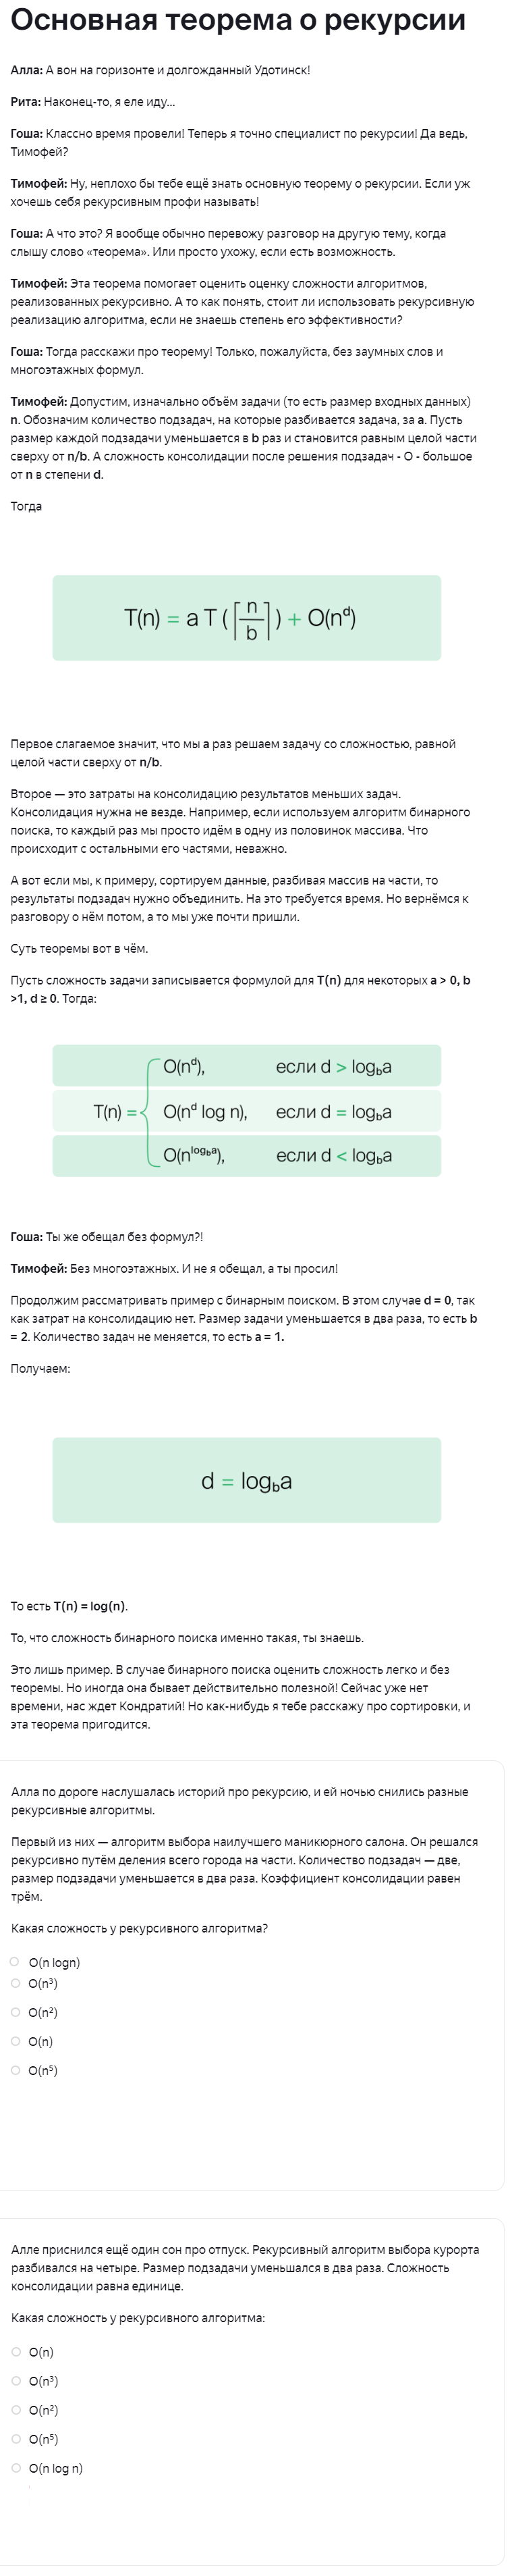 Основная теорема о рекурсии
Алла: А вон на горизонте и долгожданный Удотинск!
Рита: Наконец-то, я еле иду...
Гоша: Классно время провели! Теперь я точно специалист по рекурсии! Да ведь,
Тимофей?
Тимофей: Ну, неплохо бы тебе ещё знать основную теорему о рекурсии. Если уж
хочешь себя рекурсивным профи называть!
Гоша: А что это? Я вообще обычно перевожу разговор на другую тему, когда
слышу слово «теорема». Или просто ухожу, если есть возможность.
Тимофей: Эта теорема помогает оценить оценку сложности алгоритмов,
реализованных рекурсивно. А то как понять, стоит ли использовать рекурсивную
реализацию алгоритма, если не знаешь степень его эффективности?
Гоша: Тогда расскажи про теорему! Только, пожалуйста, без заумных слов и
многоэтажных формул.
Тимофей: Допустим, изначально объём задачи (то есть размер входных данных)
n. Обозначим количество подзадач, на которые разбивается задача, за a. Пусть
размер каждой подзадачи уменьшается в b раз и становится равным целой части
сверху от n/b. А сложность консолидации после решения подзадач - О - большое
от n в степени d.
Тогда
T(n) = a T (⌈n/b⌉) + O(nᵈ)
Первое слагаемое значит, что мы a раз решаем задачу со сложностью, равной
целой части сверху от n/b.
Второе — это затраты на консолидацию результатов меньших задач.
Консолидация нужна не везде. Например, если используем алгоритм бинарного
поиска, то каждый раз мы просто идём в одну из половинок массива. Что
происходит с остальными его частями, неважно.
А вот если мы, к примеру, сортируем данные, разбивая массив на части, то
результаты подзадач нужно объединить. На это требуется время. Но вернёмся к
разговору о нём потом, а то мы уже почти пришли.
Суть теоремы вот в чём.
Пусть сложность задачи записывается формулой для T(n) для некоторых a > 0, b
>1, d ≥ 0. Тогда:
O(nᵈ), если d > log_b a
T(n) = O(nᵈ log n), если d = log_b a
O(n^(log_b a)), если d < log_b a
Гоша: Ты же обещал без формул?!
Тимофей: Без многоэтажных. И не я обещал, а ты просил!
Продолжим рассматривать пример с бинарным поиском. В этом случае d = 0, так
как затрат на консолидацию нет. Размер задачи уменьшается в два раза, то есть b
= 2. Количество задач не меняется, то есть a = 1.
Получаем:
d = log_b a
То есть T(n) = log(n).
То, что сложность бинарного поиска именно такая, ты знаешь.
Это лишь пример. В случае бинарного поиска оценить сложность легко и без
теоремы. Но иногда она бывает действительно полезной! Сейчас уже нет
времени, нас ждет Кондратий! Но как-нибудь я тебе расскажу про сортировки, и
эта теорема пригодится.
Алла по дороге наслушалась историй про рекурсию, и ей ночью снились разные
рекурсивные алгоритмы.
Первый из них — алгоритм выбора наилучшего маникюрного салона. Он решался
рекурсивно путём деления всего города на части. Количество подзадач — две,
размер подзадачи уменьшается в два раза. Коэффициент консолидации равен
трём.
Какая сложность у рекурсивного алгоритма?
O(n logn)
O(n³)
O(n²)
O(n)
O(n⁵)
Алле приснился ещё один сон про отпуск. Рекурсивный алгоритм выбора курорта
разбивался на четыре. Размер подзадачи уменьшался в два раза. Сложность
консолидации равна единице.
Какая сложность у рекурсивного алгоритма:
O(n)
O(n³)
O(n²)
O(n⁵)
O(n log n)